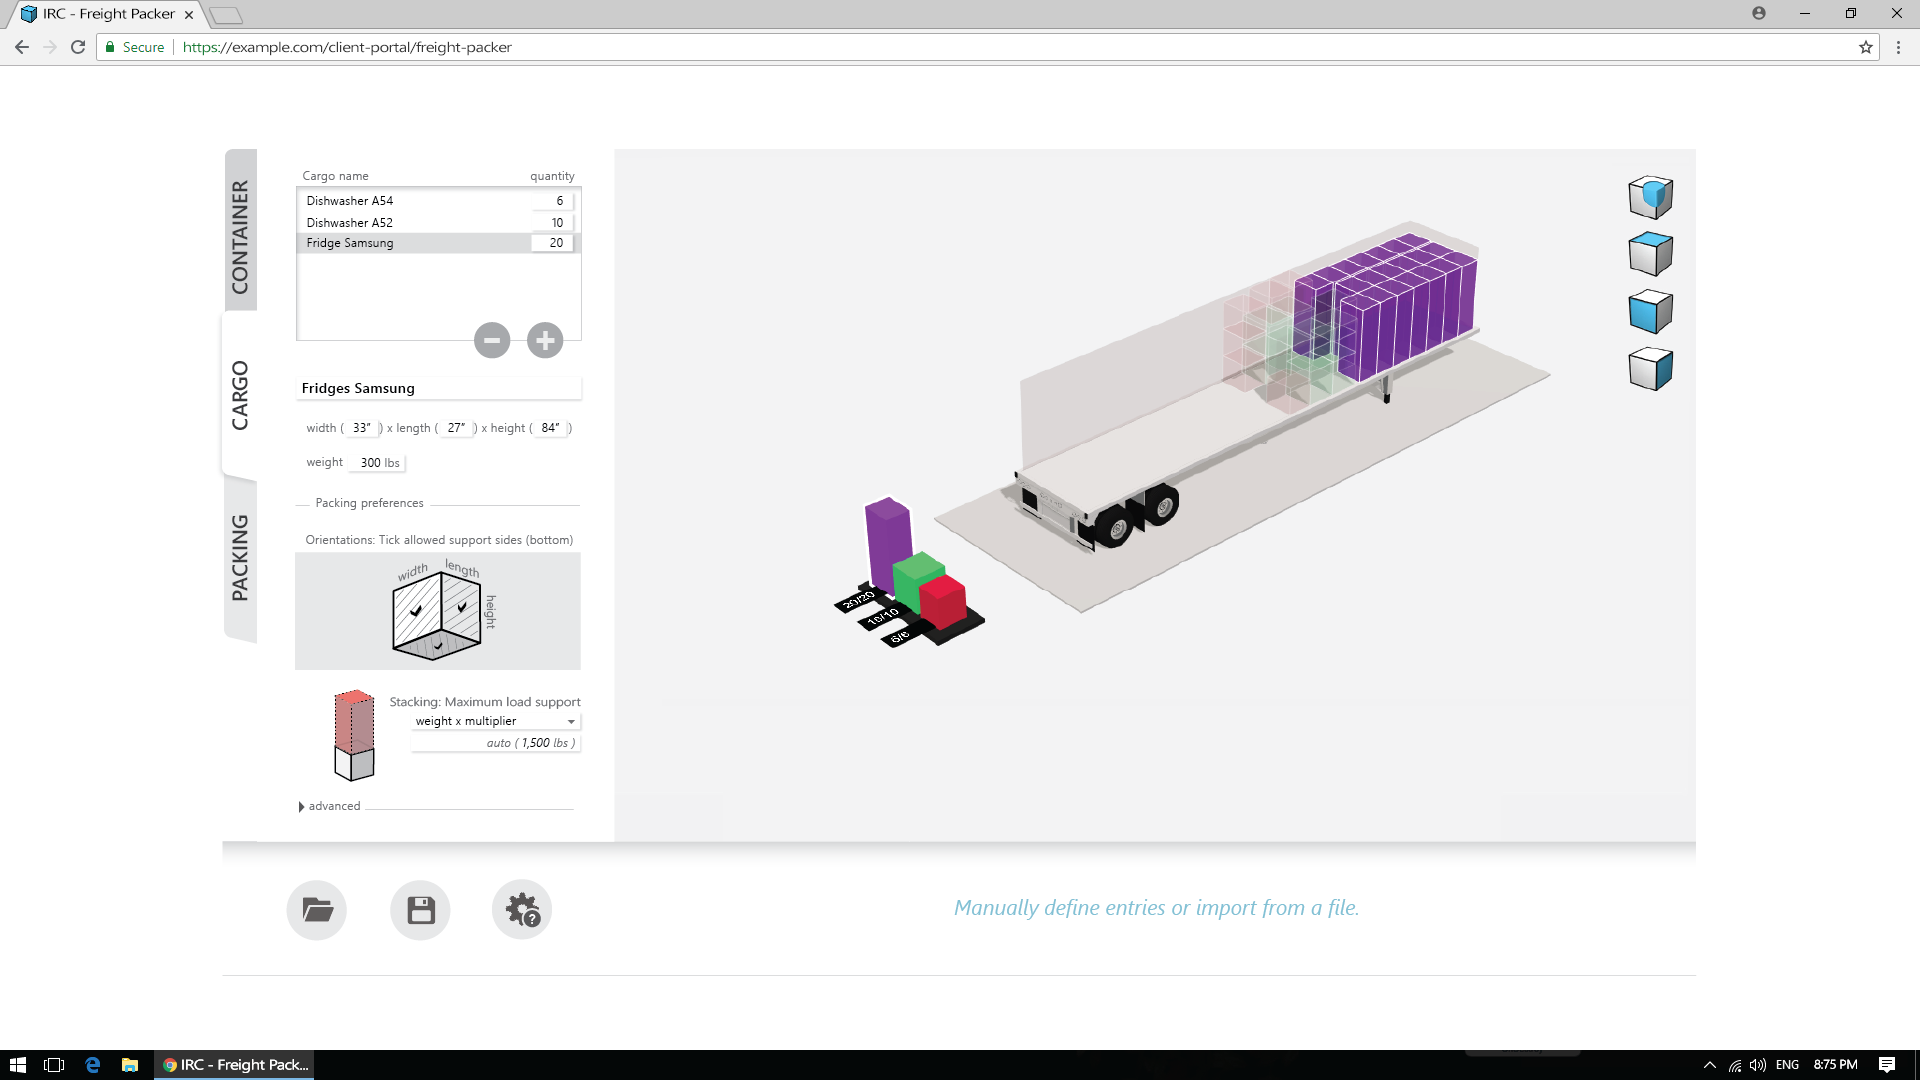 IRC - Freight Packer
Secure
https://example.com/client-portal/freight-packer
CONTAINER
CARGO
PACKING
Cargo name quantity
Dishwasher A54 6
Dishwasher A52 10
Fridge Samsung 20
Fridges Samsung
width ( 33" ) x length ( 27" ) x height ( 84" )
weight 300 lbs
Packing preferences
Orientations: Tick allowed support sides (bottom)
width length
height
Stacking: Maximum load support
weight x multiplier
auto ( 1,500 lbs )
advanced
20/20
10/10
6/6
Manually define entries or import from a file.
IRC - Freight Pack...
ENG 8:75 PM